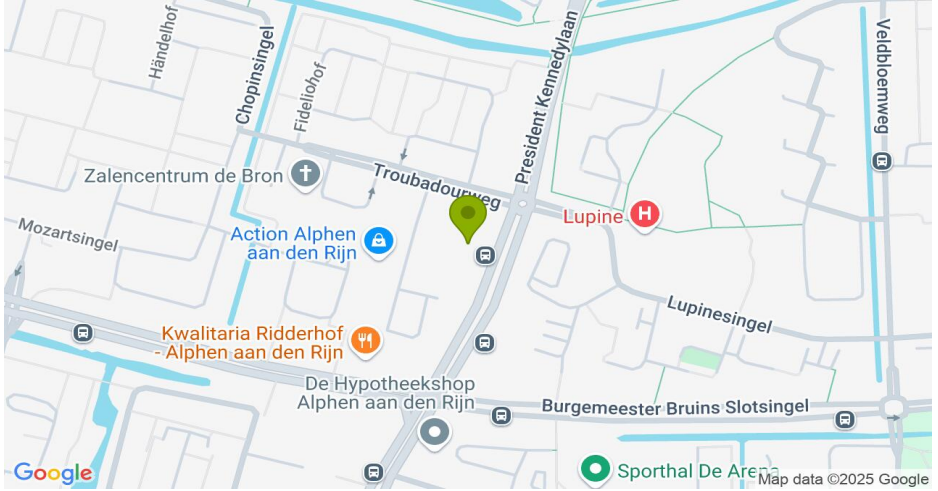 Händelhof
Chopinsingel
Fideliohof
President Kennedylaan
Veldbloemweg
Zalencentrum de Bron
Troubadourweg
Lupine
H
Mozartsingel
Action Alphen
aan den Rijn
Lupinesingel
Kwalitaria Ridderhof
- Alphen aan den Rijn
De Hypotheekshop
Alphen aan den Rijn
Burgemeester Bruins Slotsingel
Google
Sporthal De Arena
Map data ©2025 Google